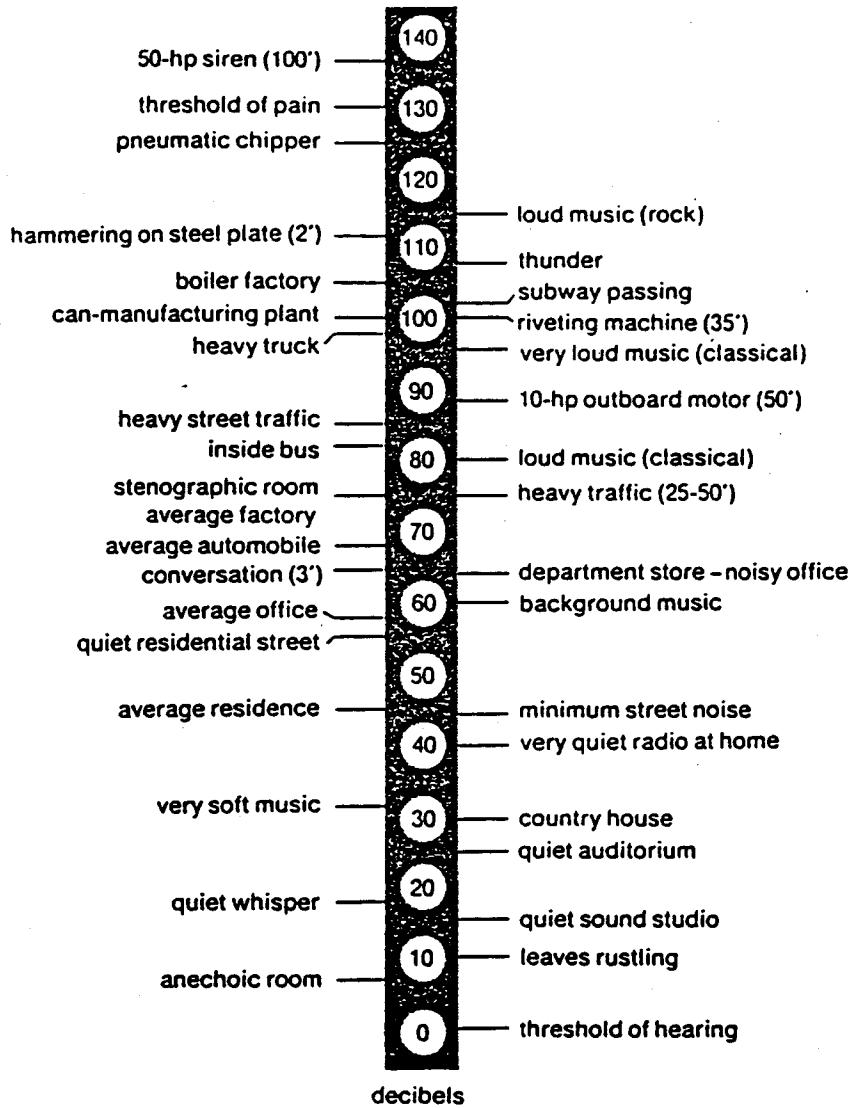 140
50-hp siren (100')
threshold of pain
130
pneumatic chipper
120
loud music (rock)
hammering on steel plate (2')
110
thunder
boiler factory
subway passing
can-manufacturing plant
100
riveting machine (35')
heavy truck
very loud music (classical)
90
10-hp outboard motor (50')
heavy street traffic
inside bus
80
loud music (classical)
stenographic room
heavy traffic (25-50')
average factory
70
average automobile
conversation (3')
department store – noisy office
60
background music
average office
quiet residential street
50
average residence
minimum street noise
40
very quiet radio at home
very soft music
30
country house
quiet auditorium
20
quiet whisper
quiet sound studio
10
leaves rustling
anechoic room
0
threshold of hearing
decibels